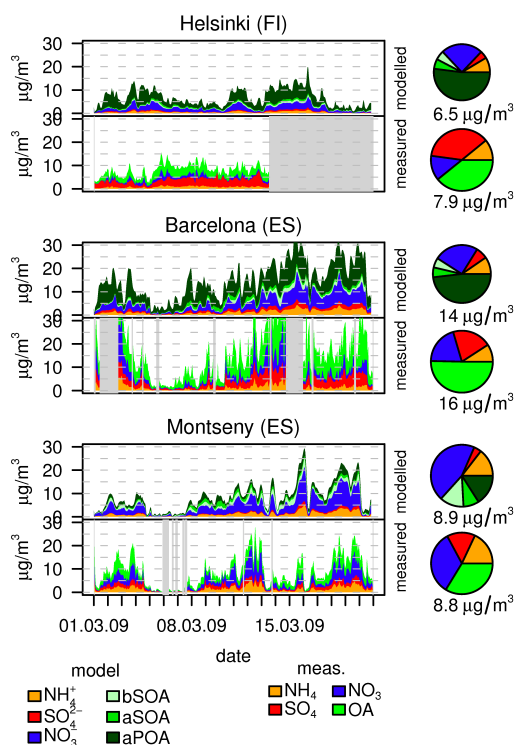 Helsinki (FI)
30
20
10
0
µg/m³
modelled
6.5 µg/m³
30
20
10
0
µg/m³
measured
7.9 µg/m³
Barcelona (ES)
30
20
10
0
µg/m³
modelled
14 µg/m³
30
20
10
0
µg/m³
measured
16 µg/m³
Montseny (ES)
30
20
10
0
µg/m³
modelled
8.9 µg/m³
30
20
10
0
µg/m³
measured
8.8 µg/m³
01.03.09 08.03.09 15.03.09
date
model
NH₄⁺
SO₄²⁻
NO₃⁻
bSOA
aSOA
aPOA
meas.
NH₄
SO₄
NO₃
OA